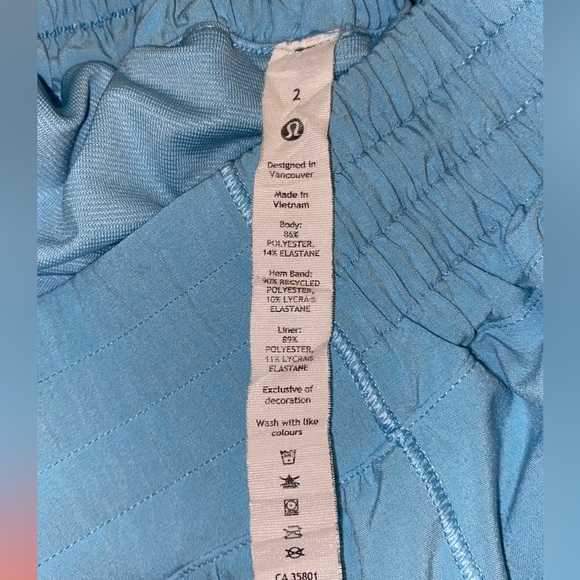 2
Designed in
Vancouver
Made in
Vietnam
Body:
86%
POLYESTER,
14% ELASTANE
Hem Band:
90% RECYCLED
POLYESTER,
10% LYCRA®
ELASTANE
Liner:
89%
POLYESTER,
11% LYCRA®
ELASTANE
Exclusive of
decoration
Wash with like
colours
CA 35801